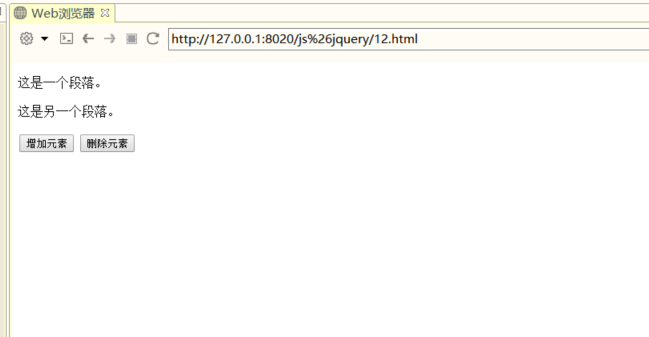 Web浏览器
http://127.0.0.1:8020/js%26jquery/12.html
这是一个段落。
这是另一个段落。
增加元素 删除元素